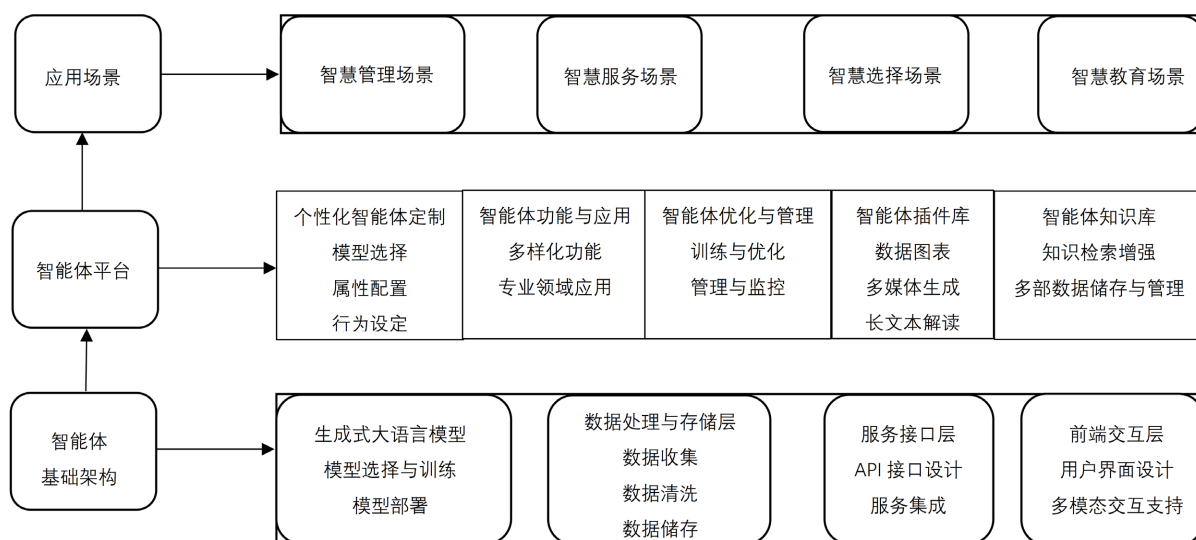 应用场景
智慧管理场景
智慧服务场景
智慧选择场景
智慧教育场景
智能体平台
个性化智能体定制
模型选择
属性配置
行为设定
智能体功能与应用
多样化功能
专业领域应用
智能体优化与管理
训练与优化
管理与监控
智能体插件库
数据图表
多媒体生成
长文本解读
智能体知识库
知识检索增强
多部数据储存与管理
智能体
基础架构
生成式大语言模型
模型选择与训练
模型部署
数据处理与存储层
数据收集
数据清洗
数据储存
服务接口层
API 接口设计
服务集成
前端交互层
用户界面设计
多模态交互支持